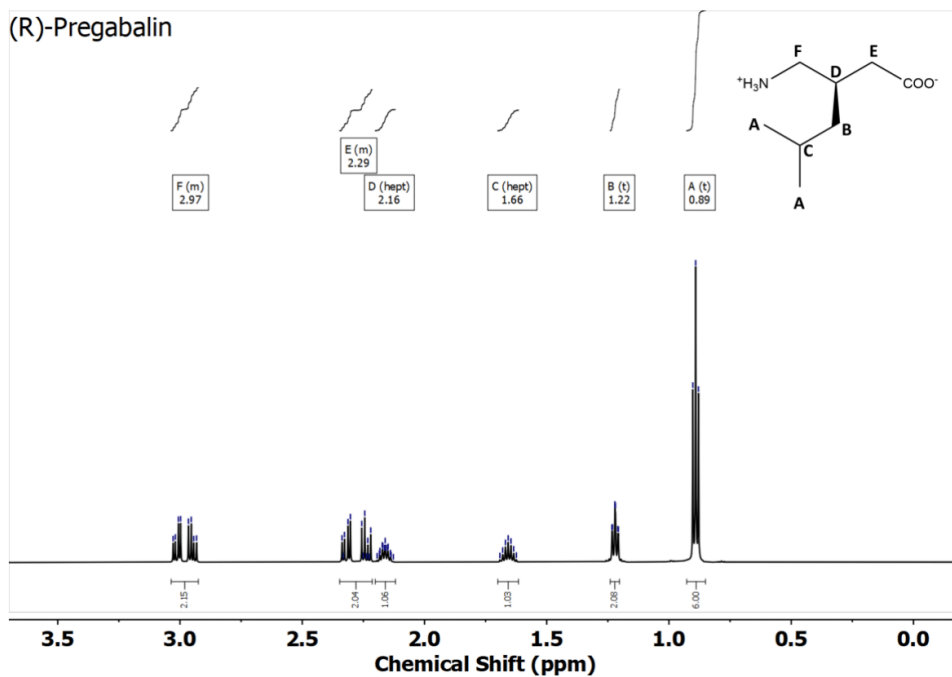 (R)-Pregabalin
F
E
D
⁺H₃N
COO⁻
A
B
C
A
E (m)
2.29
F (m)
2.97
D (hept)
2.16
C (hept)
1.66
B (t)
1.22
A (t)
0.89
2.15
2.04
1.06
1.03
2.08
6.00
3.5 3.0 2.5 2.0 1.5 1.0 0.5 0.0
Chemical Shift (ppm)